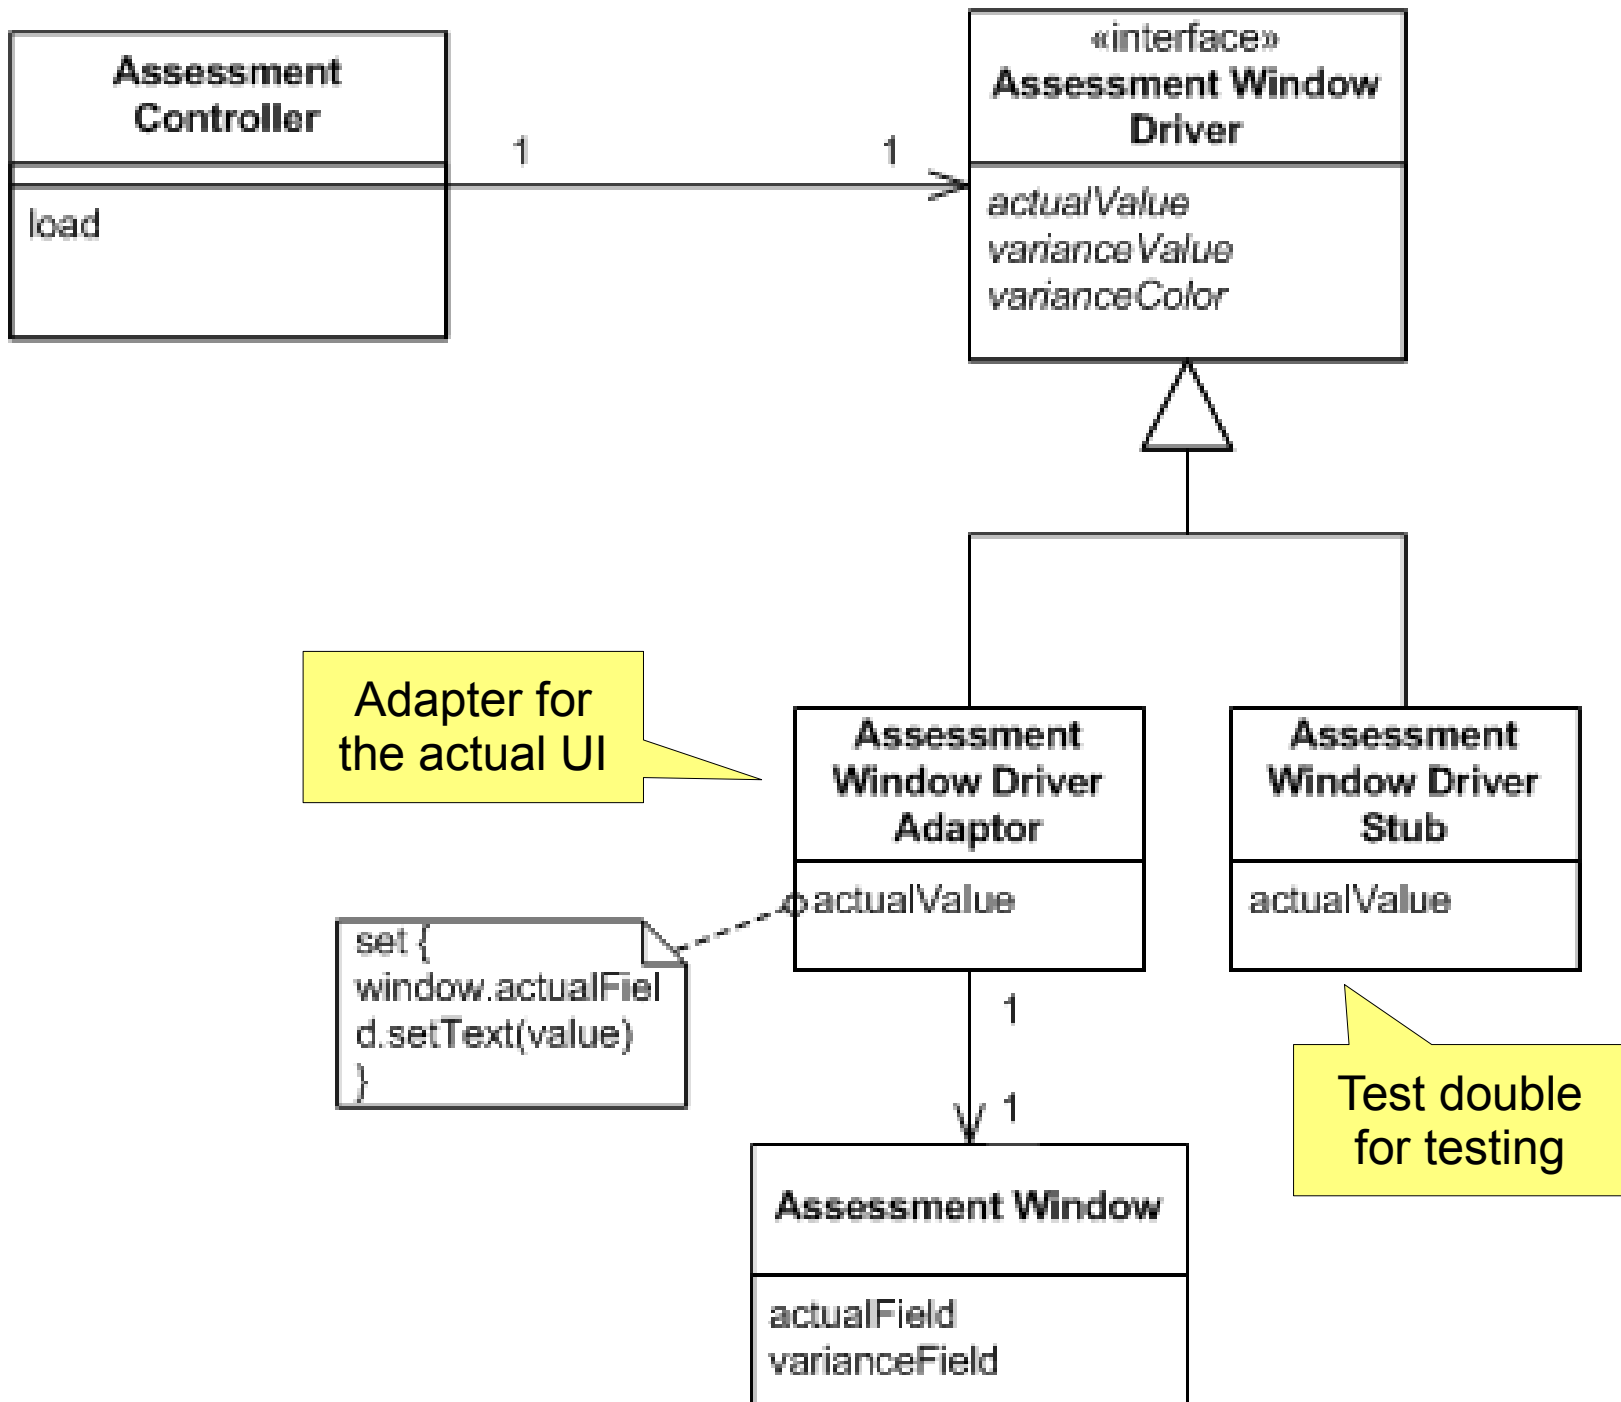 Assessment
Controller
load
1
1
«interface»
Assessment Window
Driver
actualValue
varianceValue
varianceColor
Adapter for
the actual UI
Assessment
Window Driver
Adaptor
actualValue
Assessment
Window Driver
Stub
actualValue
set {
window.actualFiel
d.setText(value)
}
1
1
Test double
for testing
Assessment Window
actualField
varianceField